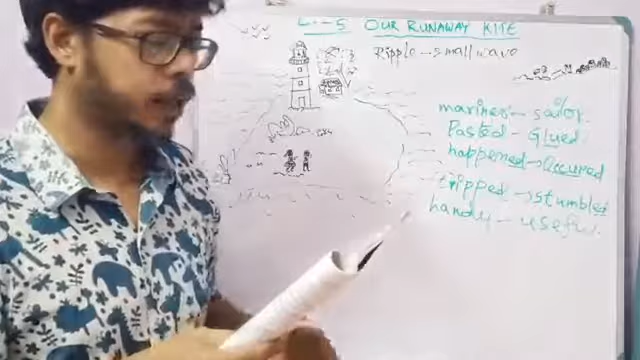 L.-5 OUR RUNAWAY KITE
Ripple - small wave
mariner - sailor.
Pasted - Glued.
happened - occured
tripped - stumbled
handy - useful.